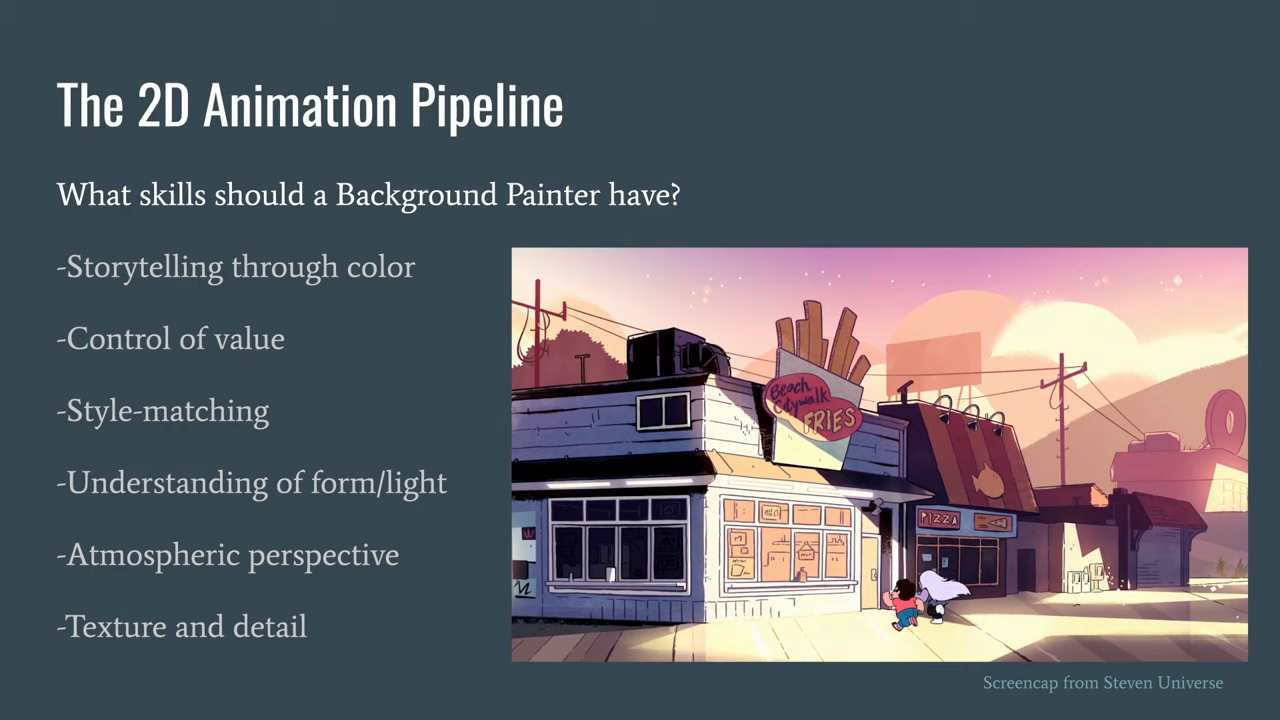 The 2D Animation Pipeline
What skills should a Background Painter have?
-Storytelling through color
-Control of value
-Style-matching
-Understanding of form/light
-Atmospheric perspective
-Texture and detail
Beach
Citywalk
FRIES
PIZZA
Screencap from Steven Universe